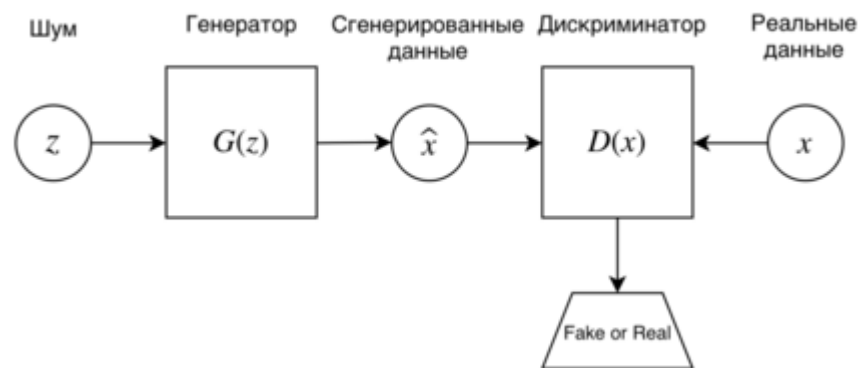 Шум
Генератор
Сгенерированные
данные
Дискриминатор
Реальные
данные
z
G(z)
x̂
D(x)
x
Fake or Real